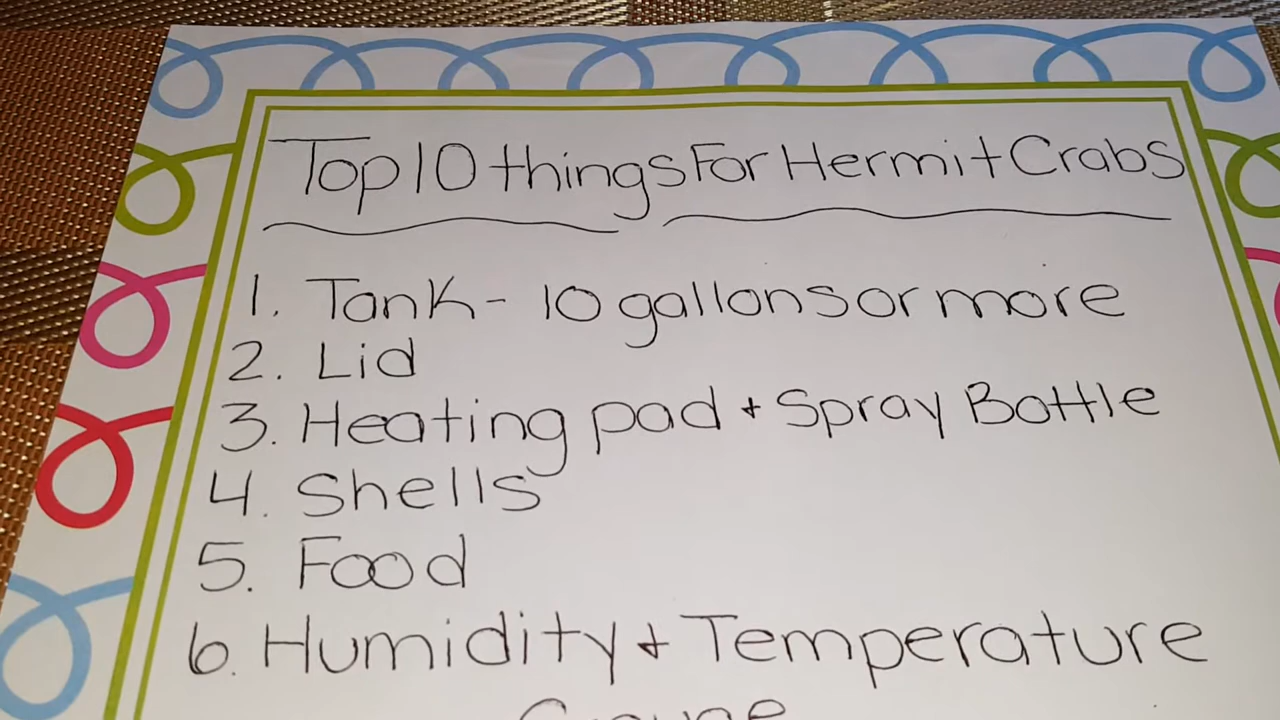 Top 10 things For Hermit Crabs
1. Tank - 10 gallons or more
2. Lid
3. Heating pad + Spray Bottle
4. Shells
5. Food
6. Humidity + Temperature